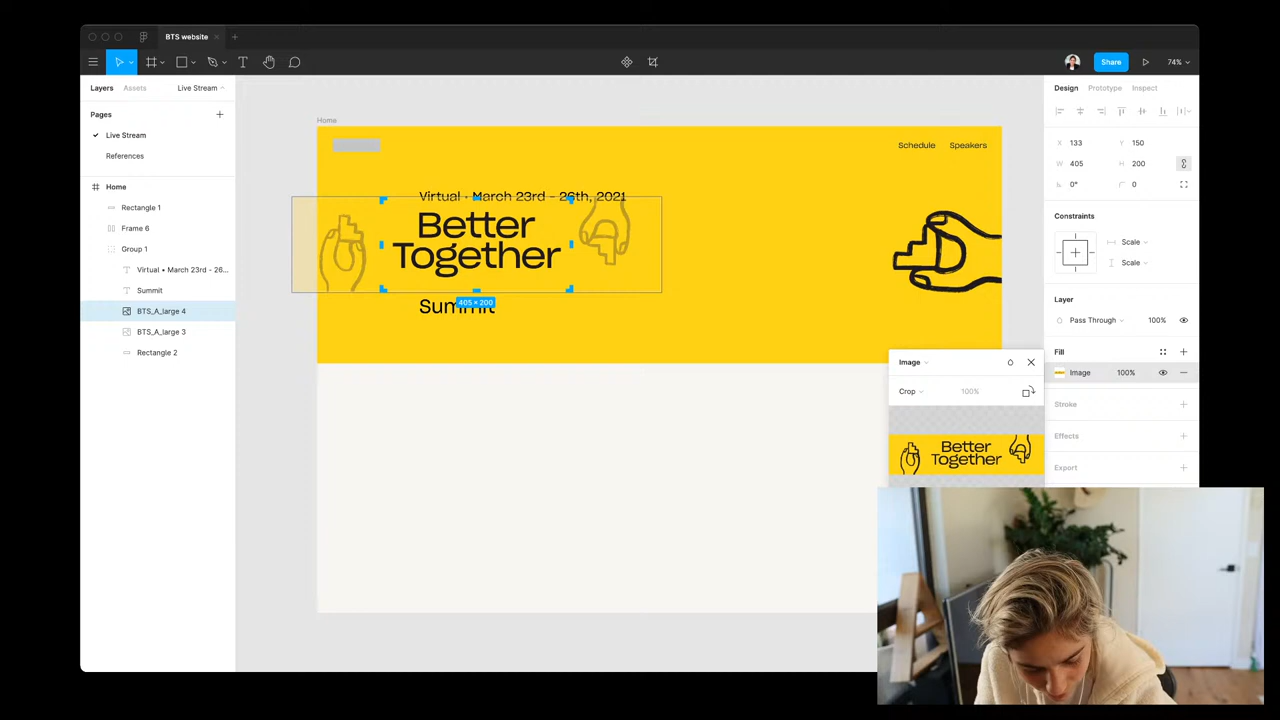 BTS website
Share
74%
Layers
Assets
Live Stream
Pages
Live Stream
References
Home
Rectangle 1
Frame 6
Group 1
Virtual • March 23rd - 26...
Summit
BTS_A_large 4
BTS_A_large 3
Rectangle 2
Home
Schedule
Speakers
Virtual • March 23rd - 26th, 2021
Better
Together
405 × 200
Summit
Design
Prototype
Inspect
X 133
Y 150
W 405
H 200
0°
0
Constraints
Scale
Scale
Layer
Pass Through
100%
Fill
Image
100%
Stroke
Effects
Export
Image
Crop
100%
Better
Together